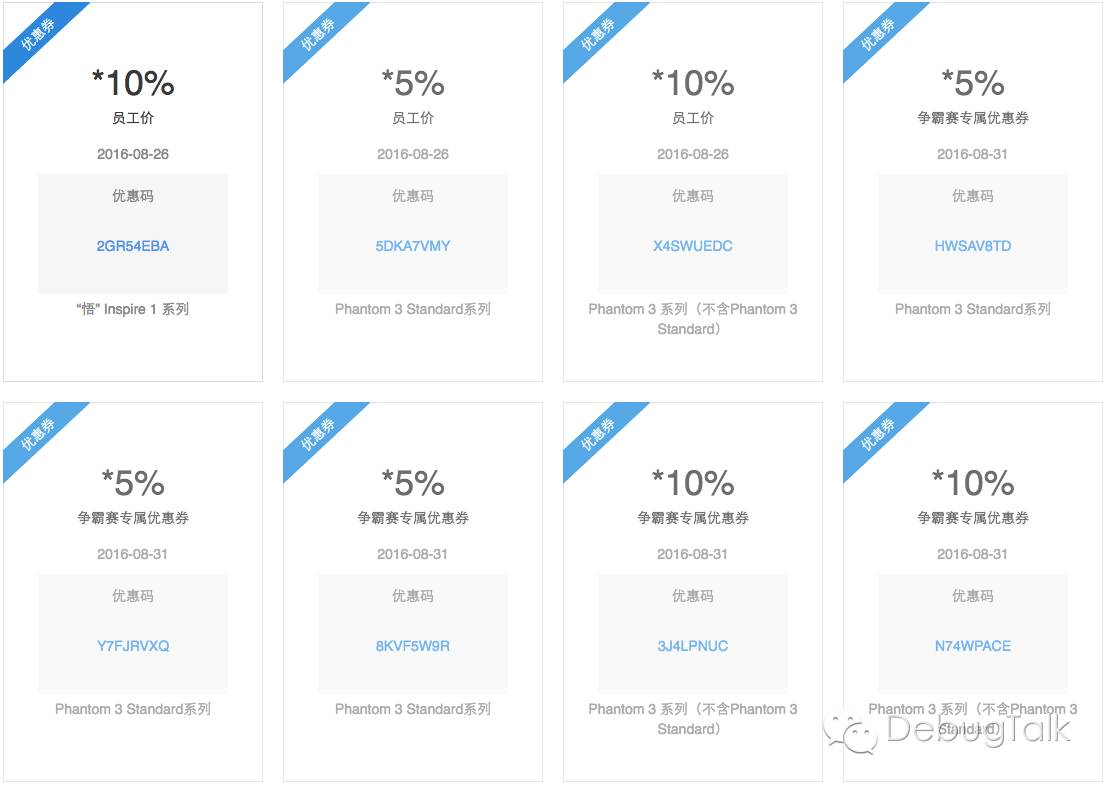 优惠券
*10%
员工价
2016-08-26
优惠码
2GR54EBA
“悟” Inspire 1 系列
优惠券
*5%
员工价
2016-08-26
优惠码
5DKA7VMY
Phantom 3 Standard系列
优惠券
*10%
员工价
2016-08-26
优惠码
X4SWUEDC
Phantom 3 系列（不含Phantom 3
Standard）
优惠券
*5%
争霸赛专属优惠券
2016-08-31
优惠码
HWSAV8TD
Phantom 3 Standard系列
优惠券
*5%
争霸赛专属优惠券
2016-08-31
优惠码
Y7FJRVXQ
Phantom 3 Standard系列
优惠券
*5%
争霸赛专属优惠券
2016-08-31
优惠码
8KVF5W9R
Phantom 3 Standard系列
优惠券
*10%
争霸赛专属优惠券
2016-08-31
优惠码
3J4LPNUC
Phantom 3 系列（不含Phantom 3
Standard）
优惠券
*10%
争霸赛专属优惠券
2016-08-31
优惠码
N74WPACE
Phantom 3 系列（不含Phantom 3
Standard）
DebugTalk